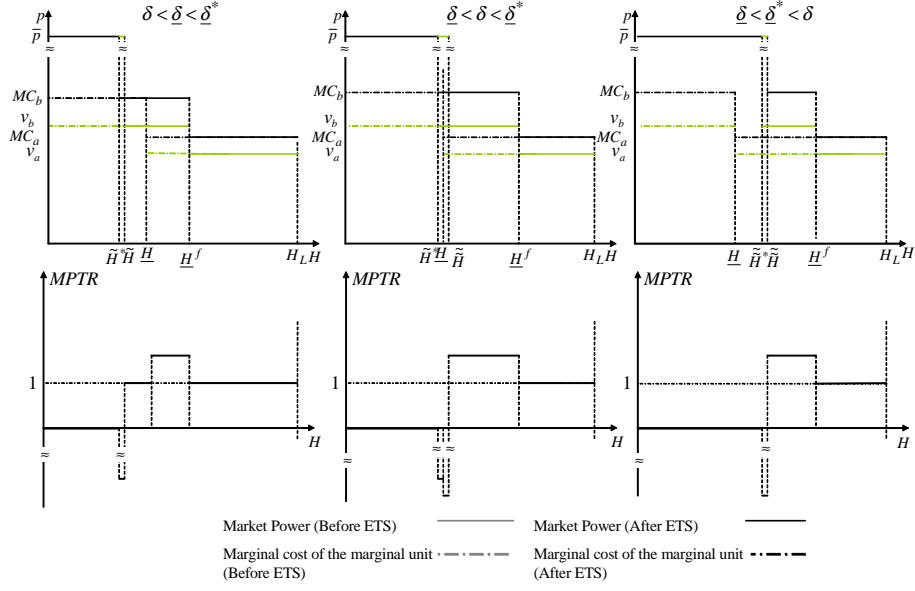 p δ < δ < δ* p δ < δ < δ* p δ < δ* < δ
p̄ p̄ p̄
≈ ≈ ≈ ≈ ≈ ≈
MC_b MC_b MC_b
v_b v_b v_b
MC_a MC_a MC_a
v_a v_a v_a
H̃* H̃ H H^f H_L H H̃* H H̃ H^f H_L H H H̃* H̃ H^f H_L H
MPTR MPTR MPTR
1 1 1
H H H
≈ ≈ ≈ ≈ ≈ ≈
Market Power (Before ETS) Market Power (After ETS)
Marginal cost of the marginal unit Marginal cost of the marginal unit
(Before ETS) (After ETS)